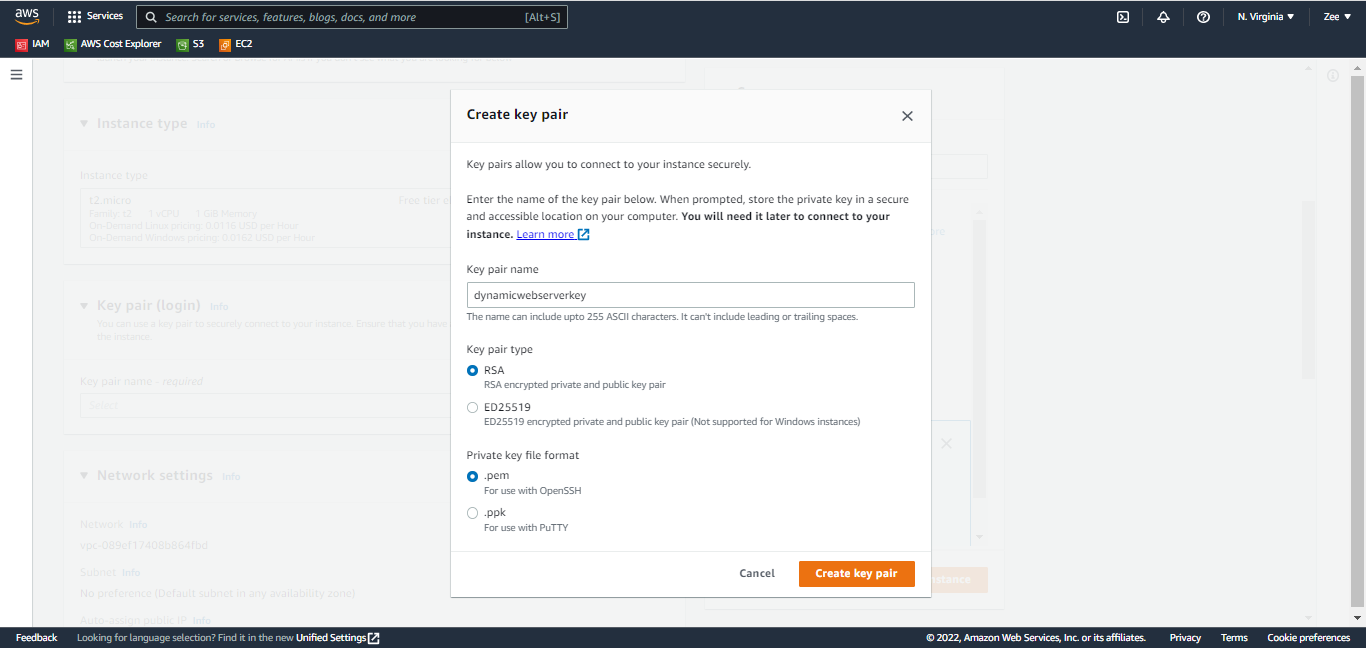 aws
Services
Search for services, features, blogs, docs, and more
[Alt+S]
N. Virginia
Zee
IAM
AWS Cost Explorer
S3
EC2
Instance type Info
Instance type
t2.micro
Free tier
Family: t2 1 vCPU 1 GiB Memory
On-Demand Linux pricing: 0.0116 USD per Hour
On-Demand Windows pricing: 0.0162 USD per Hour
Key pair (login) Info
You can use a key pair to securely connect to your instance. Ensure that you have
the instance.
Key pair name - required
Select
Network settings Info
Network Info
vpc-089ef17408b864fbd
Subnet Info
No preference (Default subnet in any availability zone)
Auto-assign public IP Info
Create key pair
Key pairs allow you to connect to your instance securely.
Enter the name of the key pair below. When prompted, store the private key in a secure
and accessible location on your computer. You will need it later to connect to your
instance. Learn more
Key pair name
dynamicwebserverkey
The name can include upto 255 ASCII characters. It can't include leading or trailing spaces.
Key pair type
RSA
RSA encrypted private and public key pair
ED25519
ED25519 encrypted private and public key pair (Not supported for Windows instances)
Private key file format
.pem
For use with OpenSSH
.ppk
For use with PuTTY
Cancel
Create key pair
Feedback
Looking for language selection? Find it in the new Unified Settings
© 2022, Amazon Web Services, Inc. or its affiliates.
Privacy
Terms
Cookie preferences